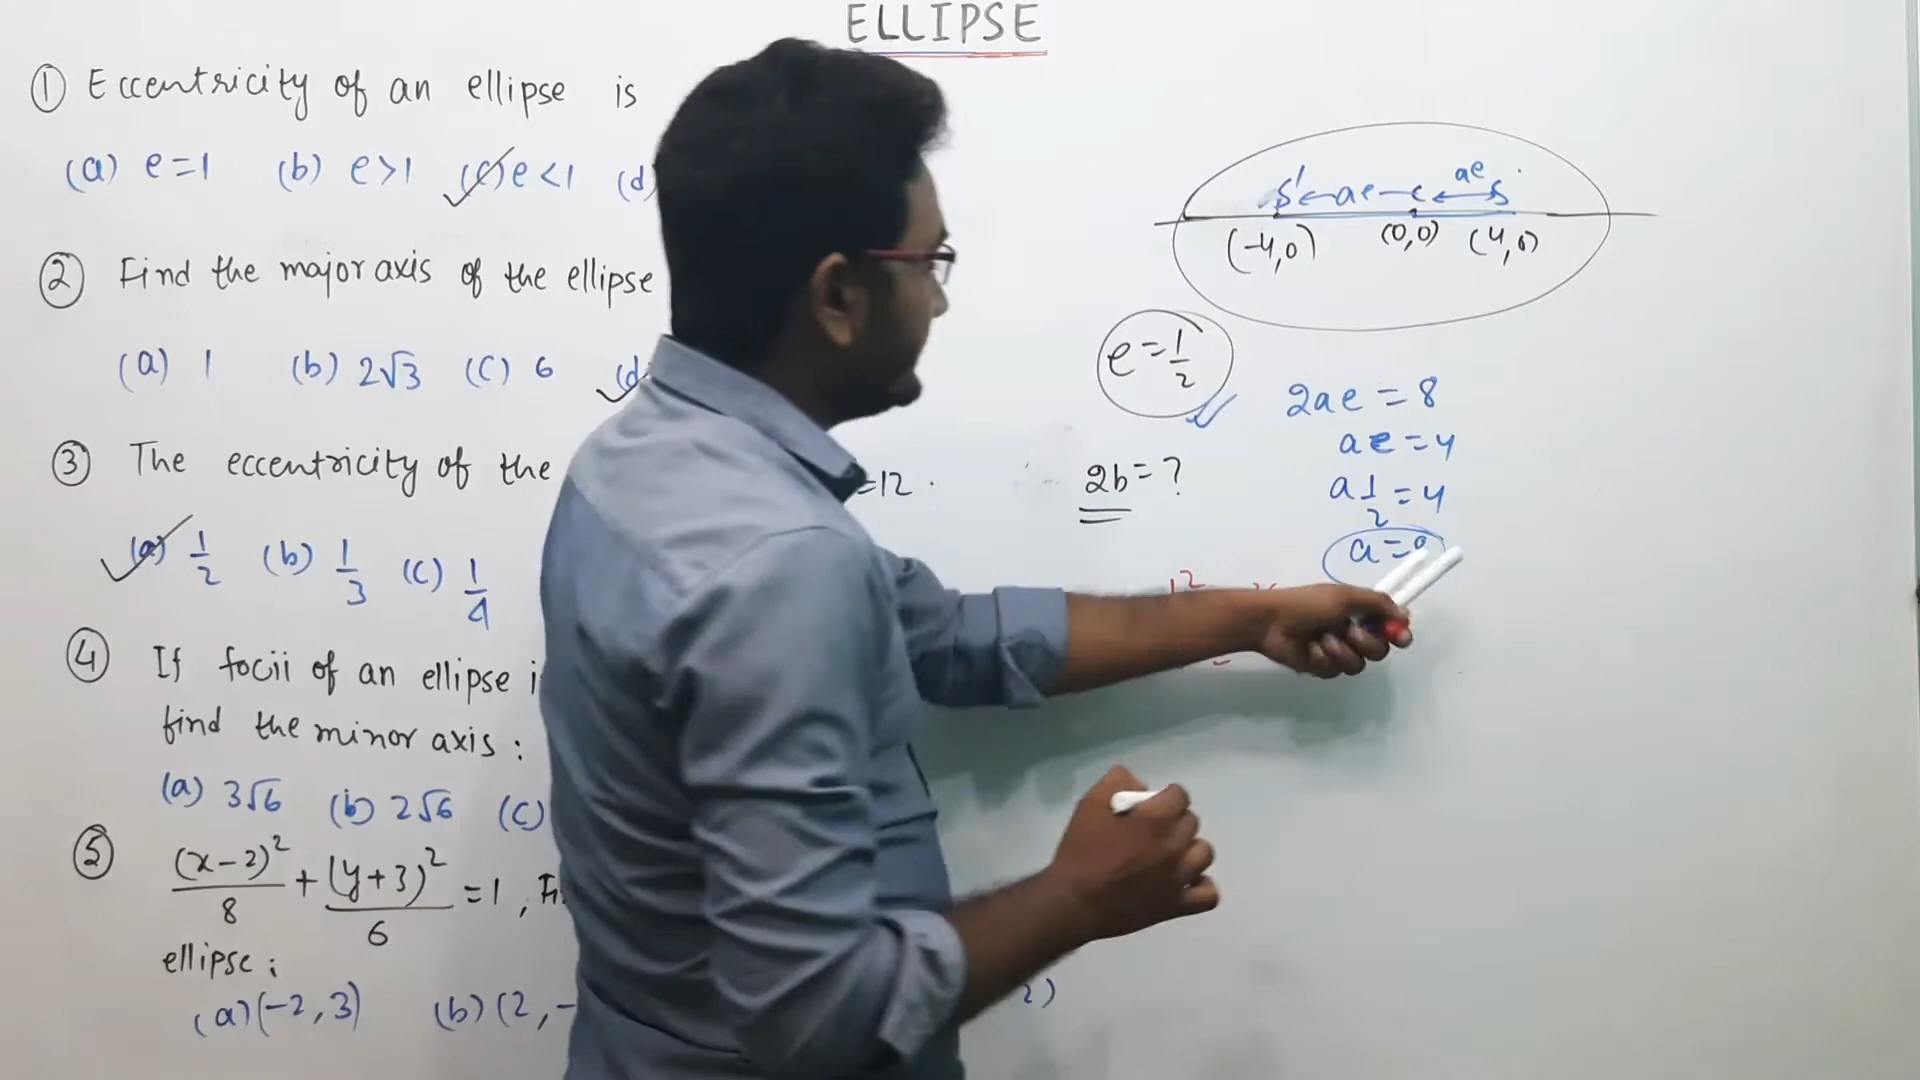 ELLIPSE
① Eccentricity of an ellipse is
(a) e=1 (b) e>1 (c) e<1 (d)
② Find the major axis of the ellipse
(a) 1 (b) 2√3 (c) 6 (d
③ The eccentricity of the =12
(a) 1/2 (b) 1/3 (c) 1/4
④ If focii of an ellipse i
find the minor axis :
(a) 3√6 (b) 2√6 (c)
⑤ (x-2)²/8 + (y+3)²/6 = 1 ,
ellipse :
(a) (-2,3) (b) (2,- 2)
S' ←ae— c ←ae→ S
(-4,0) (0,0) (4,0)
e = 1/2
2ae = 8
ae = 4
2b = ?
a 1/2 = 4
a =